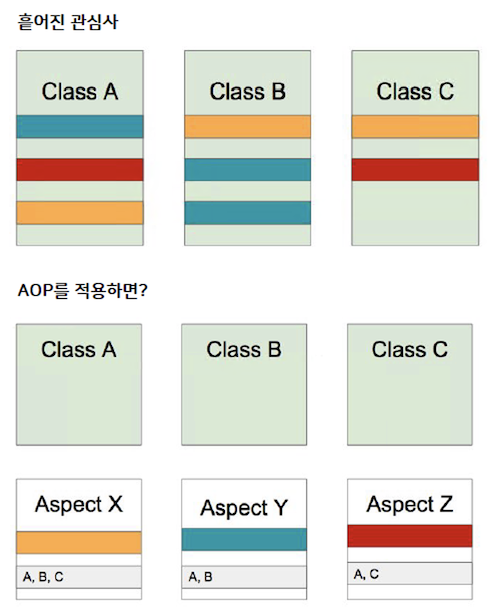 흩어진 관심사
Class A
Class B
Class C
AOP를 적용하면?
Class A
Class B
Class C
Aspect X
Aspect Y
Aspect Z
A, B, C
A, B
A, C